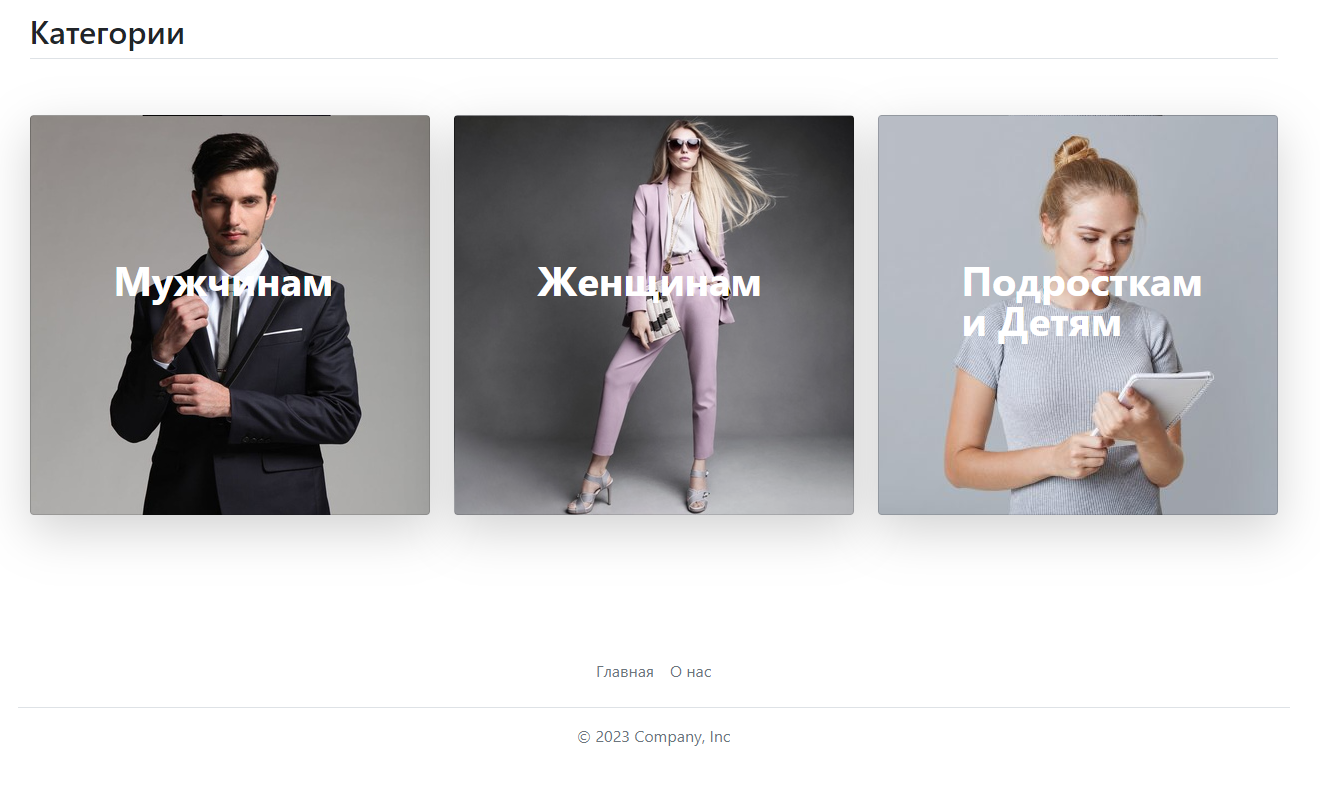 Категории
Мужчинам
Женщинам
Подросткам
и Детям
Главная О нас
© 2023 Company, Inc